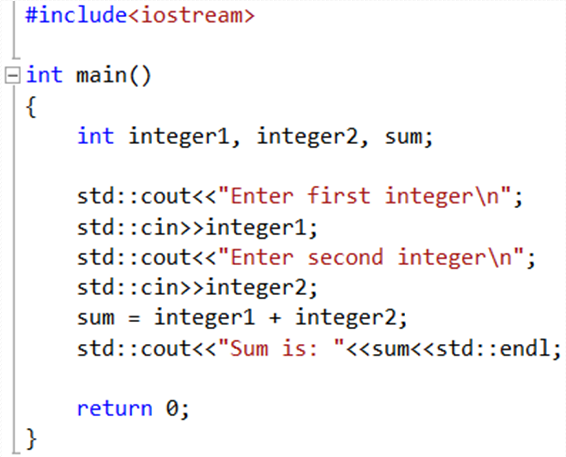 #include<iostream>
int main()
{
int integer1, integer2, sum;
std::cout<<"Enter first integer\n";
std::cin>>integer1;
std::cout<<"Enter second integer\n";
std::cin>>integer2;
sum = integer1 + integer2;
std::cout<<"Sum is: "<<sum<<std::endl;
return 0;
}